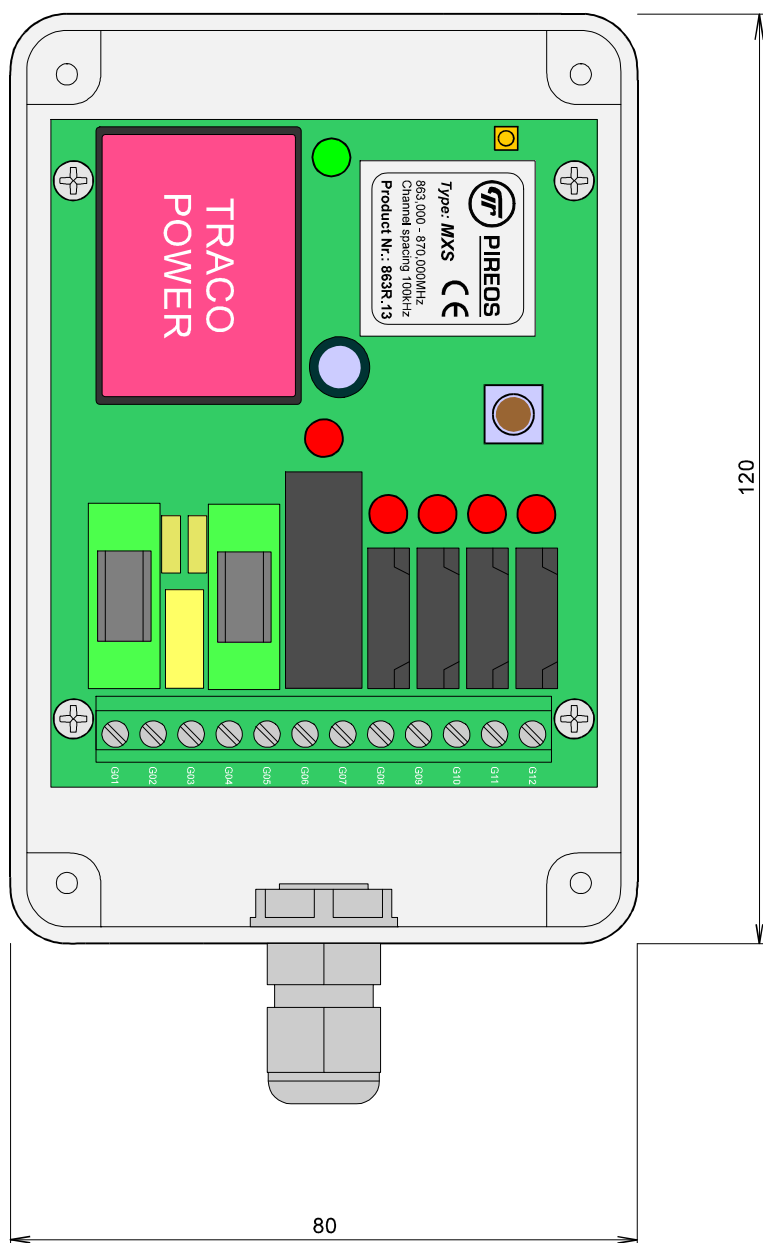 TRACO
POWER
PIREOS
Type: MXS
CE
863,000 - 870,000MHz
Channel spacing 100kHz
Product Nr.: 863R.13
G01
G02
G03
G04
G05
G06
G07
G08
G09
G10
G11
G12
120
80